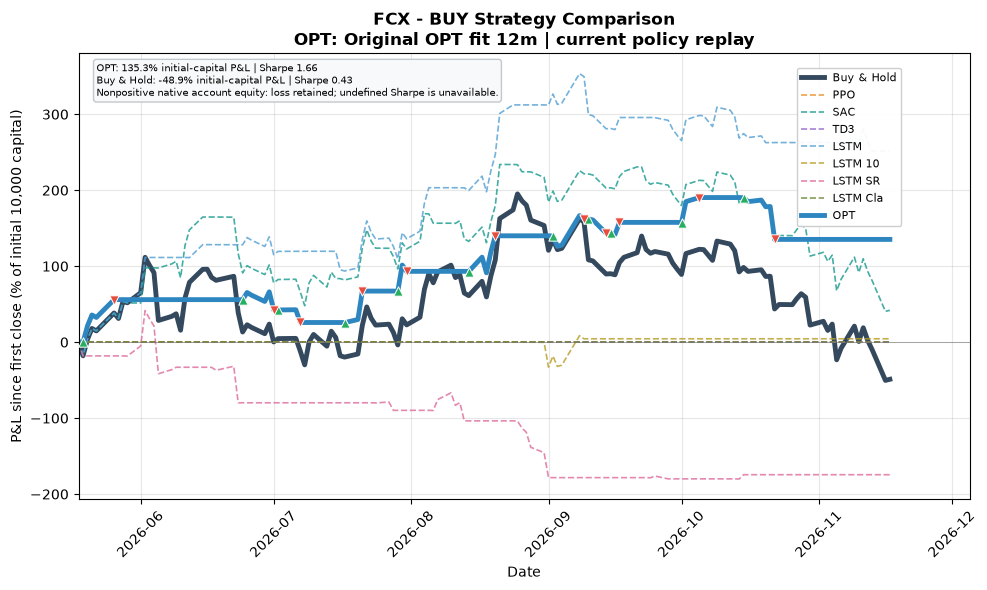 FCX - BUY Strategy Comparison
OPT: Original OPT fit 12m | current policy replay
OPT: 135.3% initial-capital P&L | Sharpe 1.66
Buy & Hold: -48.9% initial-capital P&L | Sharpe 0.43
Nonpositive native account equity: loss retained; undefined Sharpe is unavailable.
Buy & Hold
PPO
SAC
TD3
LSTM
LSTM 10
LSTM SR
LSTM Cla
OPT
P&L since first close (% of initial 10,000 capital)
300
200
100
0
−100
−200
2026-06
2026-07
2026-08
2026-09
2026-10
2026-11
2026-12
Date